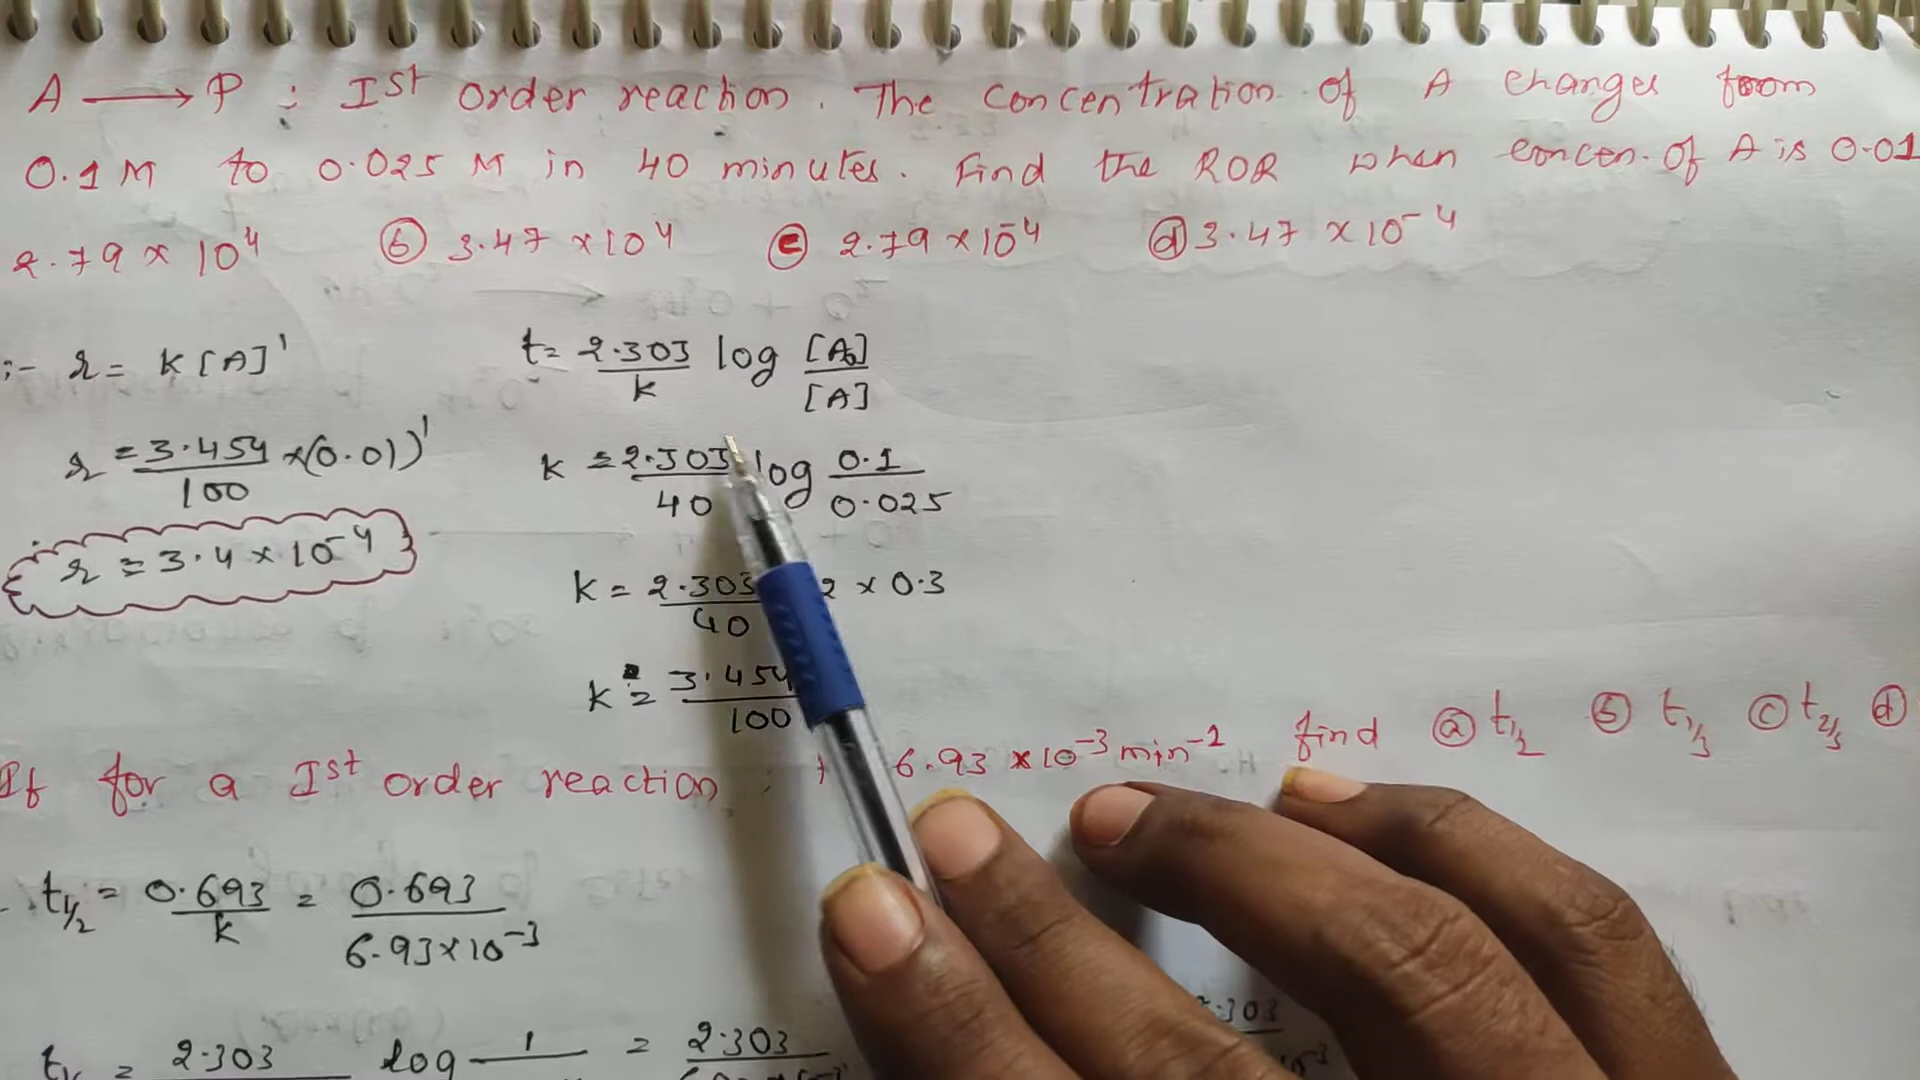 A ⟶ P : Ist order reaction. The concentration of A changes from
0.1 M to 0.025 M in 40 minutes. Find the ROR when concen. of A is 0.01
2.79 × 10^4 ⓑ 3.47 × 10^4 ⓒ 2.79 × 10^-4 ⓓ 3.47 × 10^-4
:- r = k [A]^1
r = 3.454/100 × (0.01)^1
r = 3.4 × 10^-4
t = 2.303/k log [A0]/[A]
k = 2.303/40 log 0.1/0.025
k = 2.303/40 2 × 0.3
k = 3.454/100
If for a Ist order reaction : 6.93 × 10^-3 min^-1 find ⓐ t1/2 ⓑ t1/3 ⓒ t2/3 ⓓ
t1/2 = 0.693/k = 0.693/6.93×10^-3
= 2.303 log 1 = 2.303